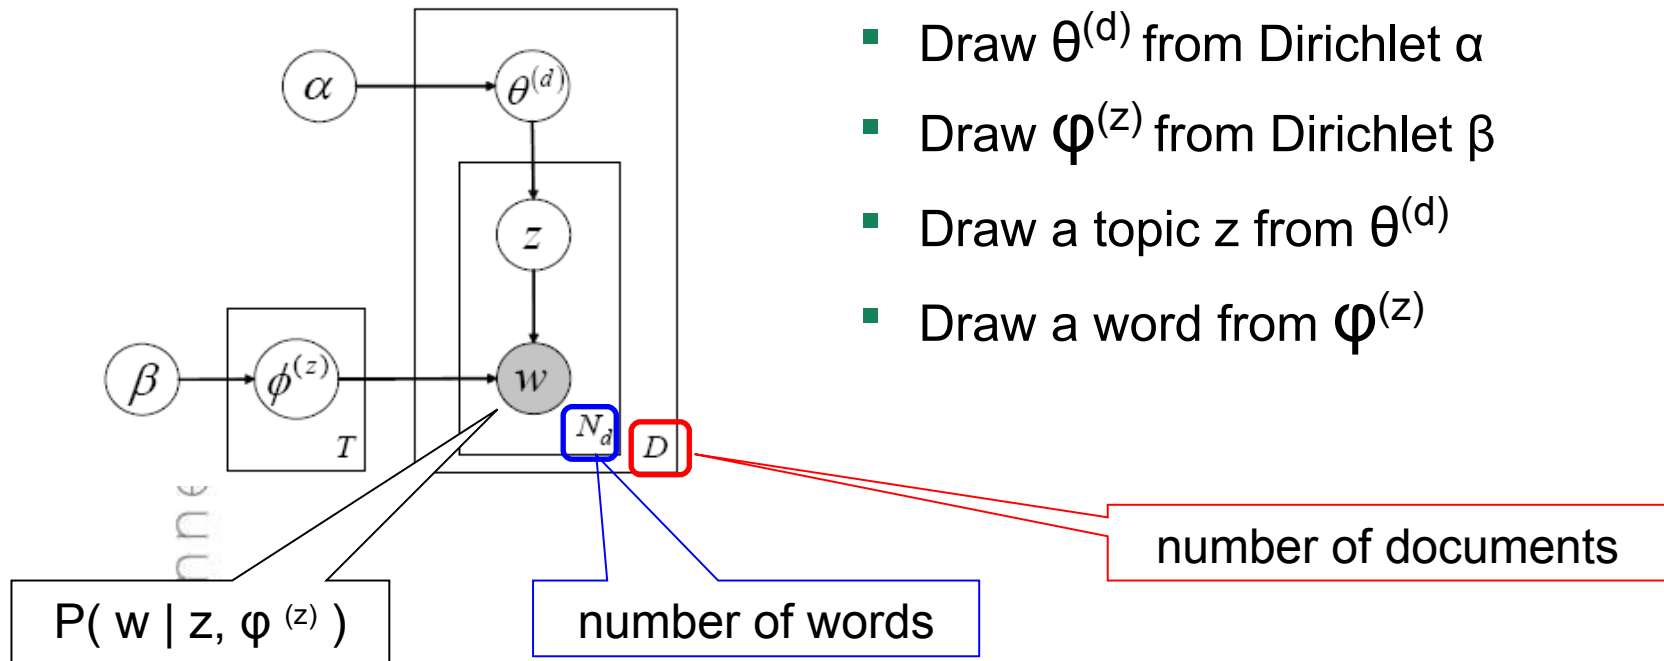 Draw θ(d) from Dirichlet α
Draw φ(z) from Dirichlet β
Draw a topic z from θ(d)
Draw a word from φ(z)
α
θ(d)
z
β
ϕ(z)
w
T
Nd
D
number of documents
P( w | z, φ (z) )
number of words